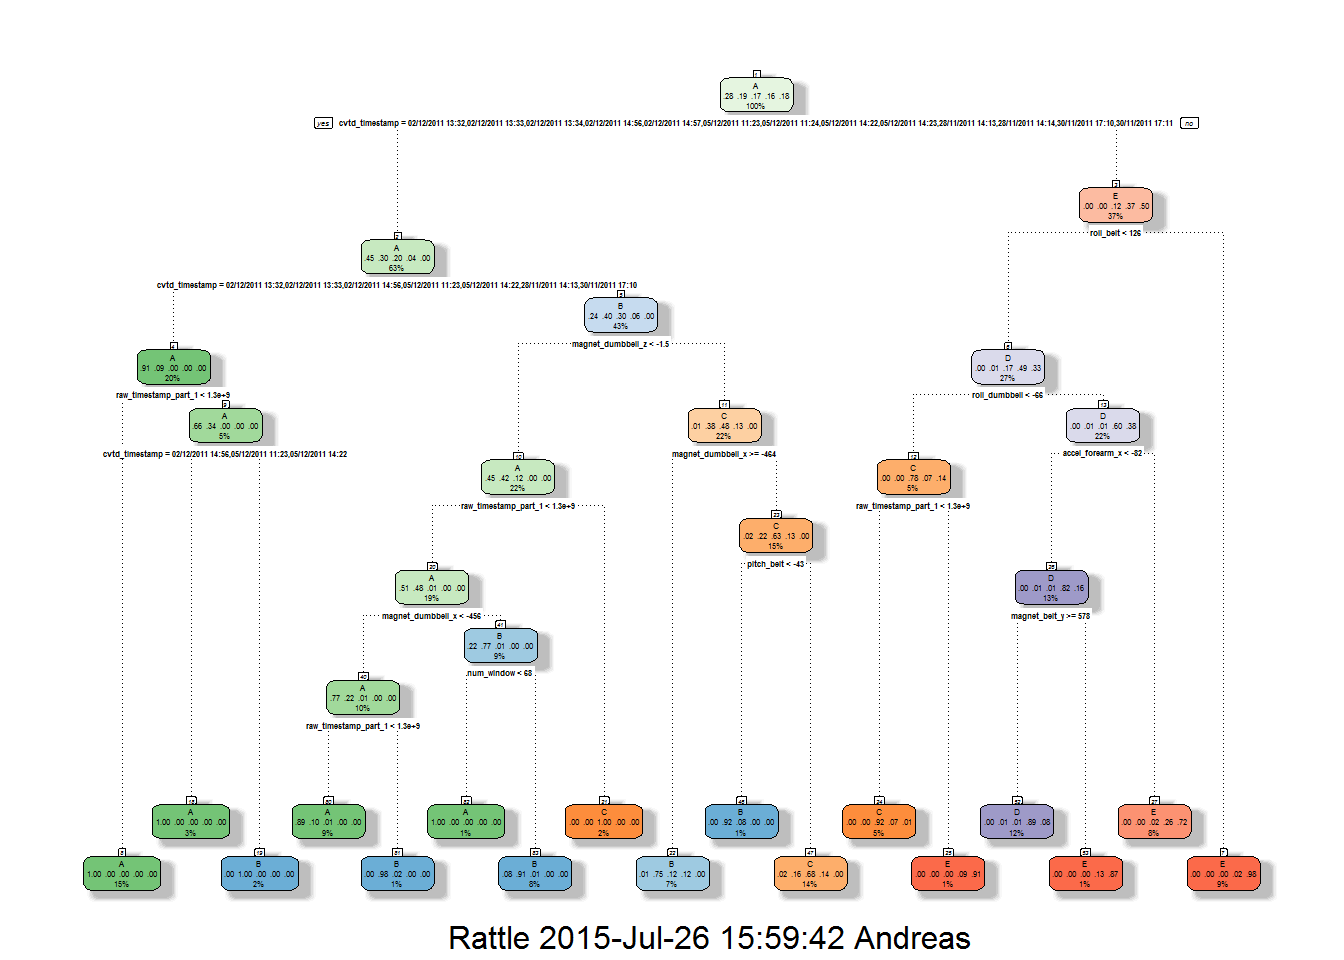 1
A
.28 .19 .17 .16 .18
100%
yes cvtd_timestamp = 02/12/2011 13:32,02/12/2011 13:33,02/12/2011 13:34,02/12/2011 14:56,02/12/2011 14:57,05/12/2011 11:23,05/12/2011 11:24,05/12/2011 14:22,05/12/2011 14:23,28/11/2011 14:13,28/11/2011 14:14,30/11/2011 17:10,30/11/2011 17:11 no
3
E
.00 .00 .12 .37 .50
37%
roll_belt < 126
2
A
.45 .30 .20 .04 .00
63%
cvtd_timestamp = 02/12/2011 13:32,02/12/2011 13:33,02/12/2011 14:56,05/12/2011 11:23,05/12/2011 14:22,28/11/2011 14:13,30/11/2011 17:10
5
B
.24 .40 .30 .06 .00
43%
magnet_dumbbell_z < -1.5
4
A
.91 .09 .00 .00 .00
20%
raw_timestamp_part_1 < 1.3e+9
6
D
.00 .01 .17 .49 .33
27%
roll_dumbbell < -66
9
A
.66 .34 .00 .00 .00
5%
cvtd_timestamp = 02/12/2011 14:56,05/12/2011 11:23,05/12/2011 14:22
11
C
.01 .38 .48 .13 .00
22%
magnet_dumbbell_x >= -464
13
D
.00 .01 .01 .60 .38
22%
accel_forearm_x < -82
10
A
.45 .42 .12 .00 .00
22%
raw_timestamp_part_1 < 1.3e+9
12
C
.00 .00 .78 .07 .14
5%
raw_timestamp_part_1 < 1.3e+9
23
C
.02 .22 .63 .13 .00
15%
pitch_belt < -43
20
A
.51 .48 .01 .00 .00
19%
magnet_dumbbell_x < -456
26
D
.00 .01 .01 .82 .16
13%
magnet_belt_y >= 578
41
B
.22 .77 .01 .00 .00
9%
num_window < 68
40
A
.77 .22 .01 .00 .00
10%
raw_timestamp_part_1 < 1.3e+9
18
A
1.00 .00 .00 .00 .00
3%
80
A
.89 .10 .01 .00 .00
9%
82
A
1.00 .00 .00 .00 .00
1%
21
C
.00 .00 1.00 .00 .00
2%
46
B
.00 .92 .08 .00 .00
1%
24
C
.00 .00 .92 .07 .01
5%
52
D
.00 .01 .01 .89 .08
12%
27
E
.00 .00 .02 .26 .72
8%
8
A
1.00 .00 .00 .00 .00
15%
19
B
.00 1.00 .00 .00 .00
2%
81
B
.00 .98 .02 .00 .00
1%
83
B
.08 .91 .01 .00 .00
8%
22
B
.01 .75 .12 .12 .00
7%
47
C
.02 .16 .68 .14 .00
14%
25
E
.00 .00 .00 .09 .91
1%
53
E
.00 .00 .00 .13 .87
1%
7
E
.00 .00 .00 .02 .98
9%
Rattle 2015-Jul-26 15:59:42 Andreas